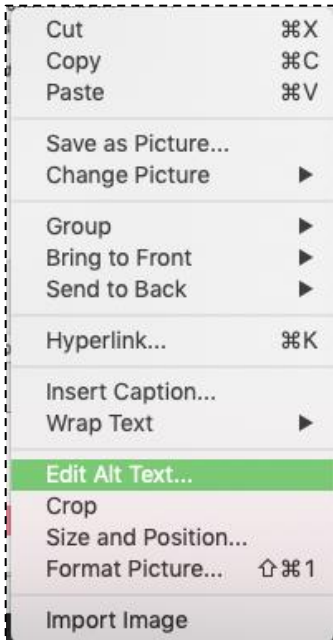 Cut ⌘X
Copy ⌘C
Paste ⌘V
Save as Picture...
Change Picture ▶
Group ▶
Bring to Front ▶
Send to Back ▶
Hyperlink... ⌘K
Insert Caption...
Wrap Text ▶
Edit Alt Text...
Crop
Size and Position...
Format Picture... ⇧⌘1
Import Image